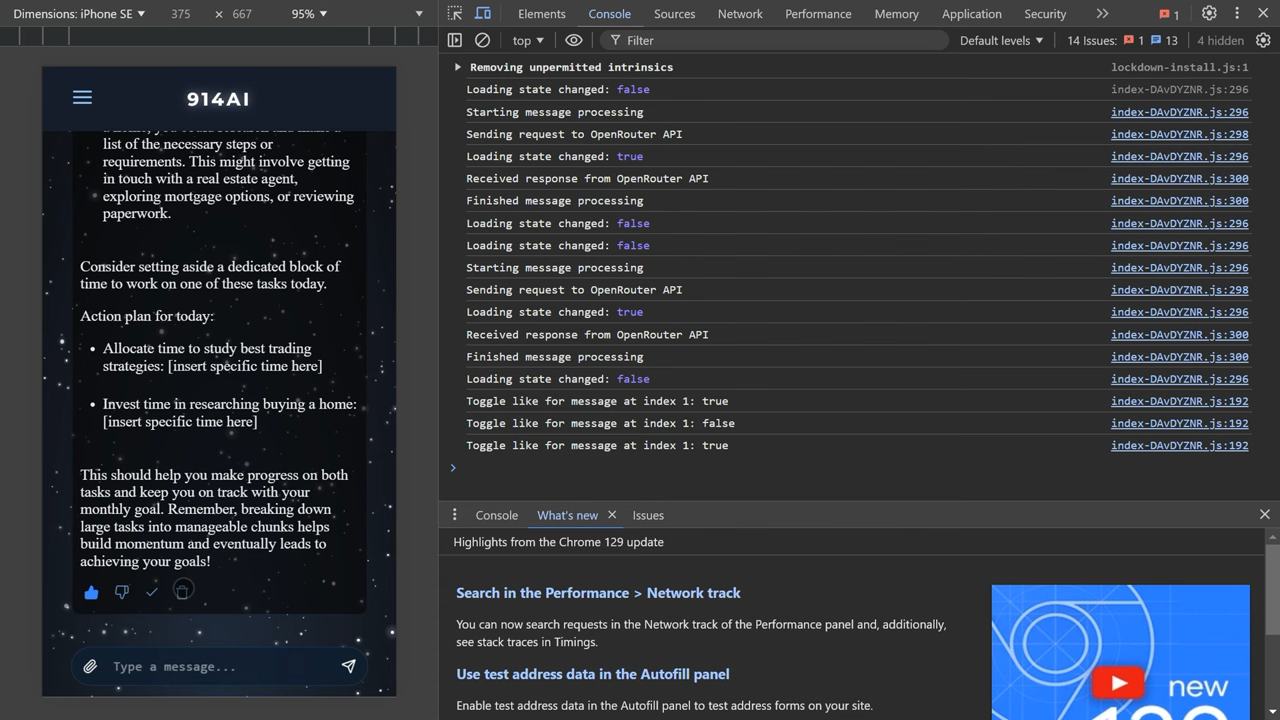 Dimensions: iPhone SE 375 × 667 95%
Elements Console Sources Network Performance Memory Application Security 1
top Filter Default levels 14 Issues: 1 13 4 hidden
914AI
list of the necessary steps or
requirements. This might involve getting
in touch with a real estate agent,
exploring mortgage options, or reviewing
paperwork.
Consider setting aside a dedicated block of
time to work on one of these tasks today.
Action plan for today:
• Allocate time to study best trading
strategies: [insert specific time here]
• Invest time in researching buying a home:
[insert specific time here]
This should help you make progress on both
tasks and keep you on track with your
monthly goal. Remember, breaking down
large tasks into manageable chunks helps
build momentum and eventually leads to
achieving your goals!
Type a message...
Removing unpermitted intrinsics lockdown-install.js:1
Loading state changed: false index-DAvDYZNR.js:296
Starting message processing index-DAvDYZNR.js:296
Sending request to OpenRouter API index-DAvDYZNR.js:298
Loading state changed: true index-DAvDYZNR.js:296
Received response from OpenRouter API index-DAvDYZNR.js:300
Finished message processing index-DAvDYZNR.js:300
Loading state changed: false index-DAvDYZNR.js:296
Loading state changed: false index-DAvDYZNR.js:296
Starting message processing index-DAvDYZNR.js:296
Sending request to OpenRouter API index-DAvDYZNR.js:298
Loading state changed: true index-DAvDYZNR.js:296
Received response from OpenRouter API index-DAvDYZNR.js:300
Finished message processing index-DAvDYZNR.js:300
Loading state changed: false index-DAvDYZNR.js:296
Toggle like for message at index 1: true index-DAvDYZNR.js:192
Toggle like for message at index 1: false index-DAvDYZNR.js:192
Toggle like for message at index 1: true index-DAvDYZNR.js:192
Console What's new Issues
Highlights from the Chrome 129 update
Search in the Performance > Network track
You can now search requests in the Network track of the Performance panel and, additionally,
see stack traces in Timings.
Use test address data in the Autofill panel
Enable test address data in the Autofill panel to test address forms on your site.
new